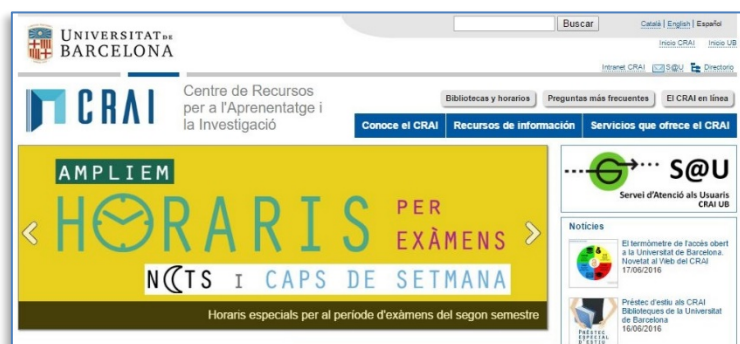 UNIVERSITAT DE
BARCELONA
Buscar
Català | English | Español
Inicio CRAI Inicio UB
Intranet CRAI S@U Directorio
CRAI
Centre de Recursos
per a l'Aprenentatge i
la Investigació
Bibliotecas y horarios Preguntas más frecuentes El CRAI en línea
Conoce el CRAI Recursos de información Servicios que ofrece el CRAI
AMPLIEM
HORARIS PER
EXÀMENS
NITS I CAPS DE SETMANA
Horaris especials per al període d'exàmens del segon semestre
S@U
Servei d'Atenció als Usuaris
CRAI UB
Notícies
El termòmetre de l'accés obert
a la Universitat de Barcelona.
Novetat al Web del CRAI
17/06/2016
Préstec d'estiu als CRAI
Biblioteques de la Universitat
de Barcelona
16/06/2016
PRÉSTEC
ESPECIAL
D'ESTIU